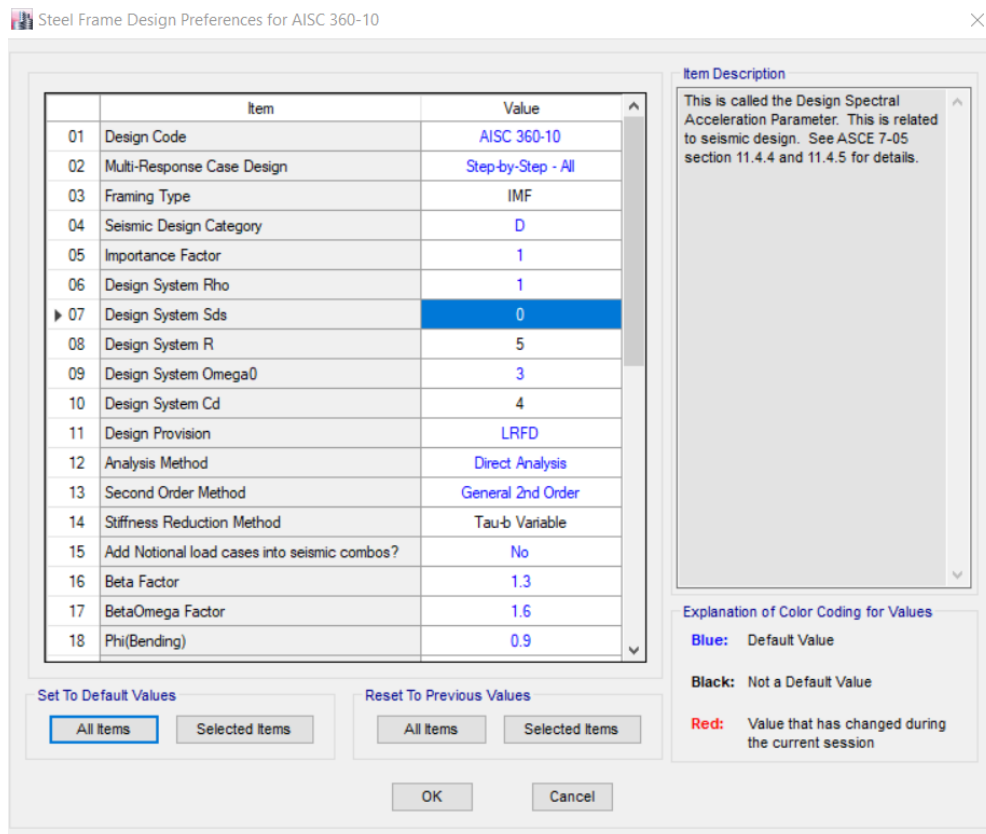 Steel Frame Design Preferences for AISC 360-10
Item Value
01 Design Code AISC 360-10
02 Multi-Response Case Design Step-by-Step - All
03 Framing Type IMF
04 Seismic Design Category D
05 Importance Factor 1
06 Design System Rho 1
07 Design System Sds 0
08 Design System R 5
09 Design System Omega0 3
10 Design System Cd 4
11 Design Provision LRFD
12 Analysis Method Direct Analysis
13 Second Order Method General 2nd Order
14 Stiffness Reduction Method Tau-b Variable
15 Add Notional load cases into seismic combos? No
16 Beta Factor 1.3
17 BetaOmega Factor 1.6
18 Phi(Bending) 0.9
Item Description
This is called the Design Spectral
Acceleration Parameter. This is related
to seismic design. See ASCE 7-05
section 11.4.4 and 11.4.5 for details.
Explanation of Color Coding for Values
Blue: Default Value
Black: Not a Default Value
Red: Value that has changed during
the current session
Set To Default Values
All Items Selected Items
Reset To Previous Values
All Items Selected Items
OK Cancel